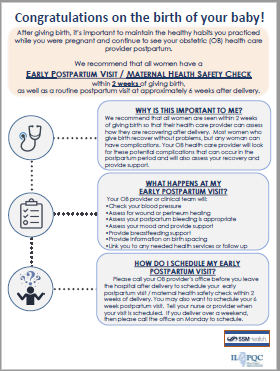 Congratulations on the birth of your baby!
After giving birth, it's important to maintain the healthy habits you practiced
while you were pregnant and continue to see your obstetric (OB) health care
provider postpartum.
We recommend that all women have a
EARLY POSTPARTUM VISIT / MATERNAL HEALTH SAFETY CHECK
within 2 weeks of giving birth,
as well as a routine postpartum visit at approximately 6 weeks after delivery.
WHY IS THIS IMPORTANT TO ME?
We recommend that all women are seen within 2 weeks
of giving birth so that their health care provider can assess
how they are recovering after delivery. Most women who
give birth recover without problems, but any woman can
have complications. Your OB health care provider will look
for these potential complications that can occur in the
postpartum period and will also assess your recovery and
provide support.
WHAT HAPPENS AT MY
EARLY POSTPARTUM VISIT?
Your OB provider or clinical team will:
•Check your blood pressure
•Assess for wound or perineum healing
•Assess your postpartum bleeding is appropriate
•Assess your mood and provide support
•Provide breastfeeding support
•Provide information on birth spacing
•Link you to any needed health services or follow up
HOW DO I SCHEDULE MY EARLY
POSTPARTUM VISIT?
Please call your OB provider's office before you leave
the hospital after delivery to schedule your early
postpartum visit / maternal health safety check within 2
weeks of delivery. You may also want to schedule your 6
week postpartum visit. Tell your nurse or provider when
your visit is scheduled. If you deliver over a weekend,
then please call the office on Monday to schedule.
SSMHealth
ILPQC